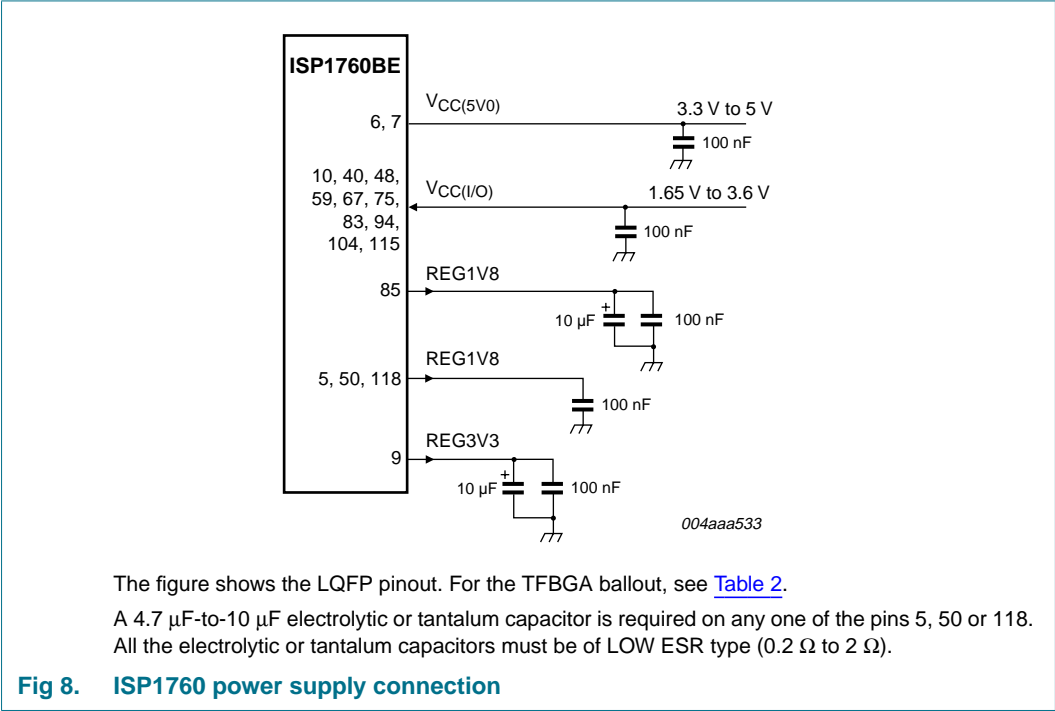 ISP1760BE
6, 7
VCC(5V0)
3.3 V to 5 V
100 nF
10, 40, 48,
59, 67, 75,
83, 94,
104, 115
VCC(I/O)
1.65 V to 3.6 V
100 nF
85
REG1V8
10 µF
+
100 nF
5, 50, 118
REG1V8
100 nF
9
REG3V3
10 µF
+
100 nF
004aaa533
The figure shows the LQFP pinout. For the TFBGA ballout, see Table 2.
A 4.7 µF-to-10 µF electrolytic or tantalum capacitor is required on any one of the pins 5, 50 or 118.
All the electrolytic or tantalum capacitors must be of LOW ESR type (0.2 Ω to 2 Ω).
Fig 8. ISP1760 power supply connection